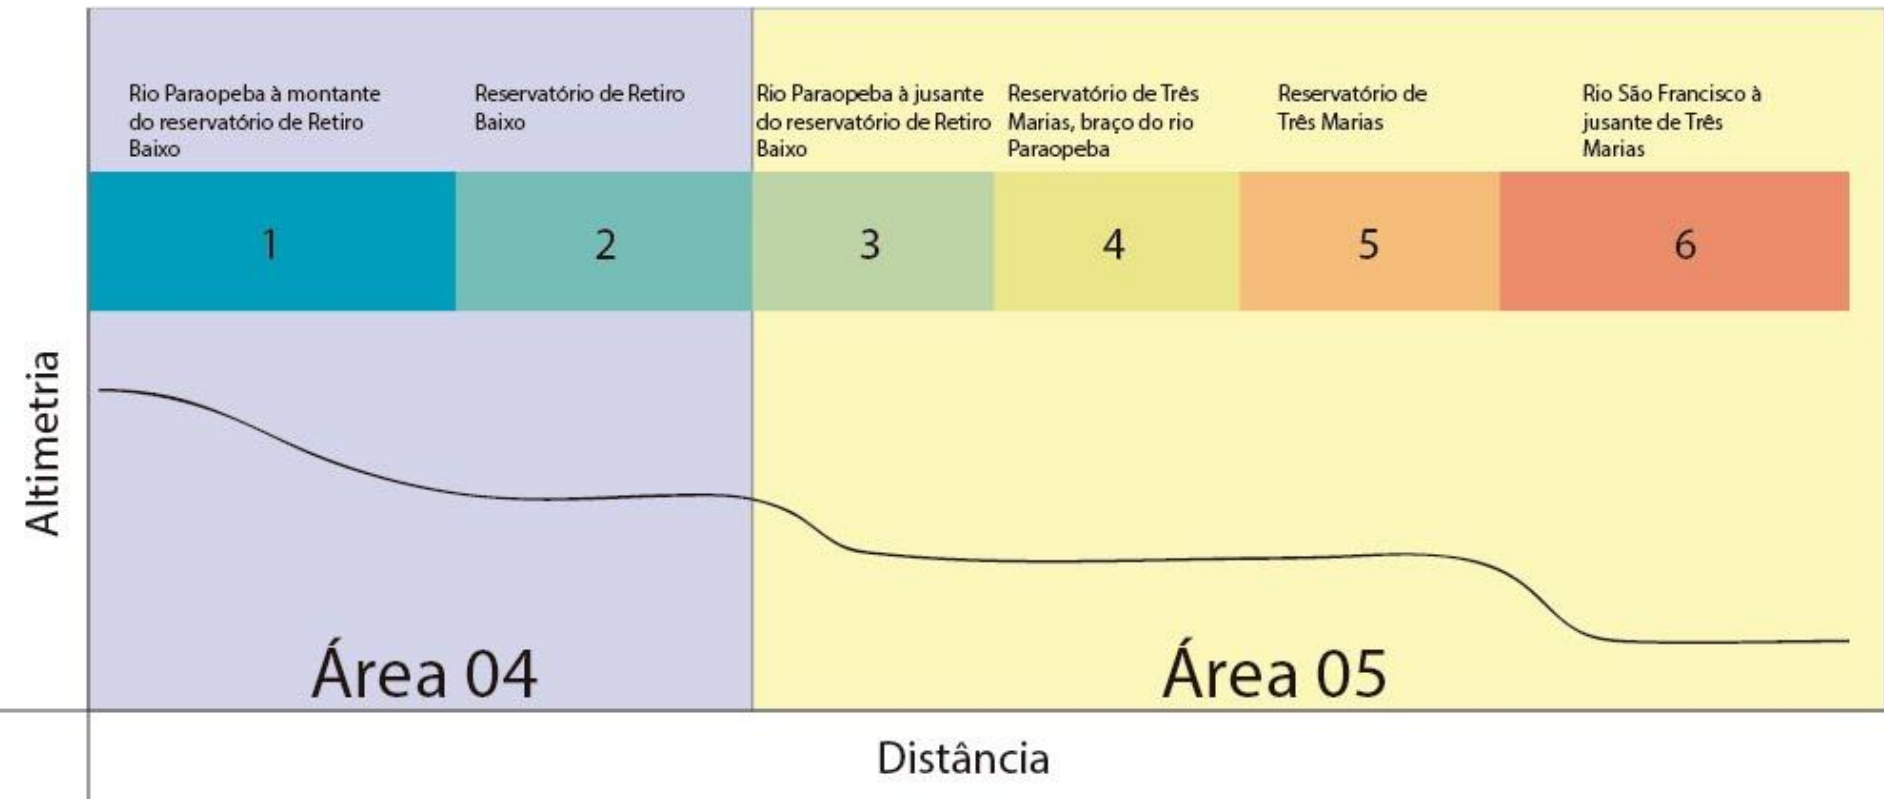 Rio Paraopeba à montante
do reservatório de Retiro
Baixo
Reservatório de Retiro
Baixo
Rio Paraopeba à jusante
do reservatório de Retiro
Baixo
Reservatório de Três
Marias, braço do rio
Paraopeba
Reservatório de
Três Marias
Rio São Francisco à
jusante de Três
Marias
1
2
3
4
5
6
Altimetria
Área 04
Área 05
Distância